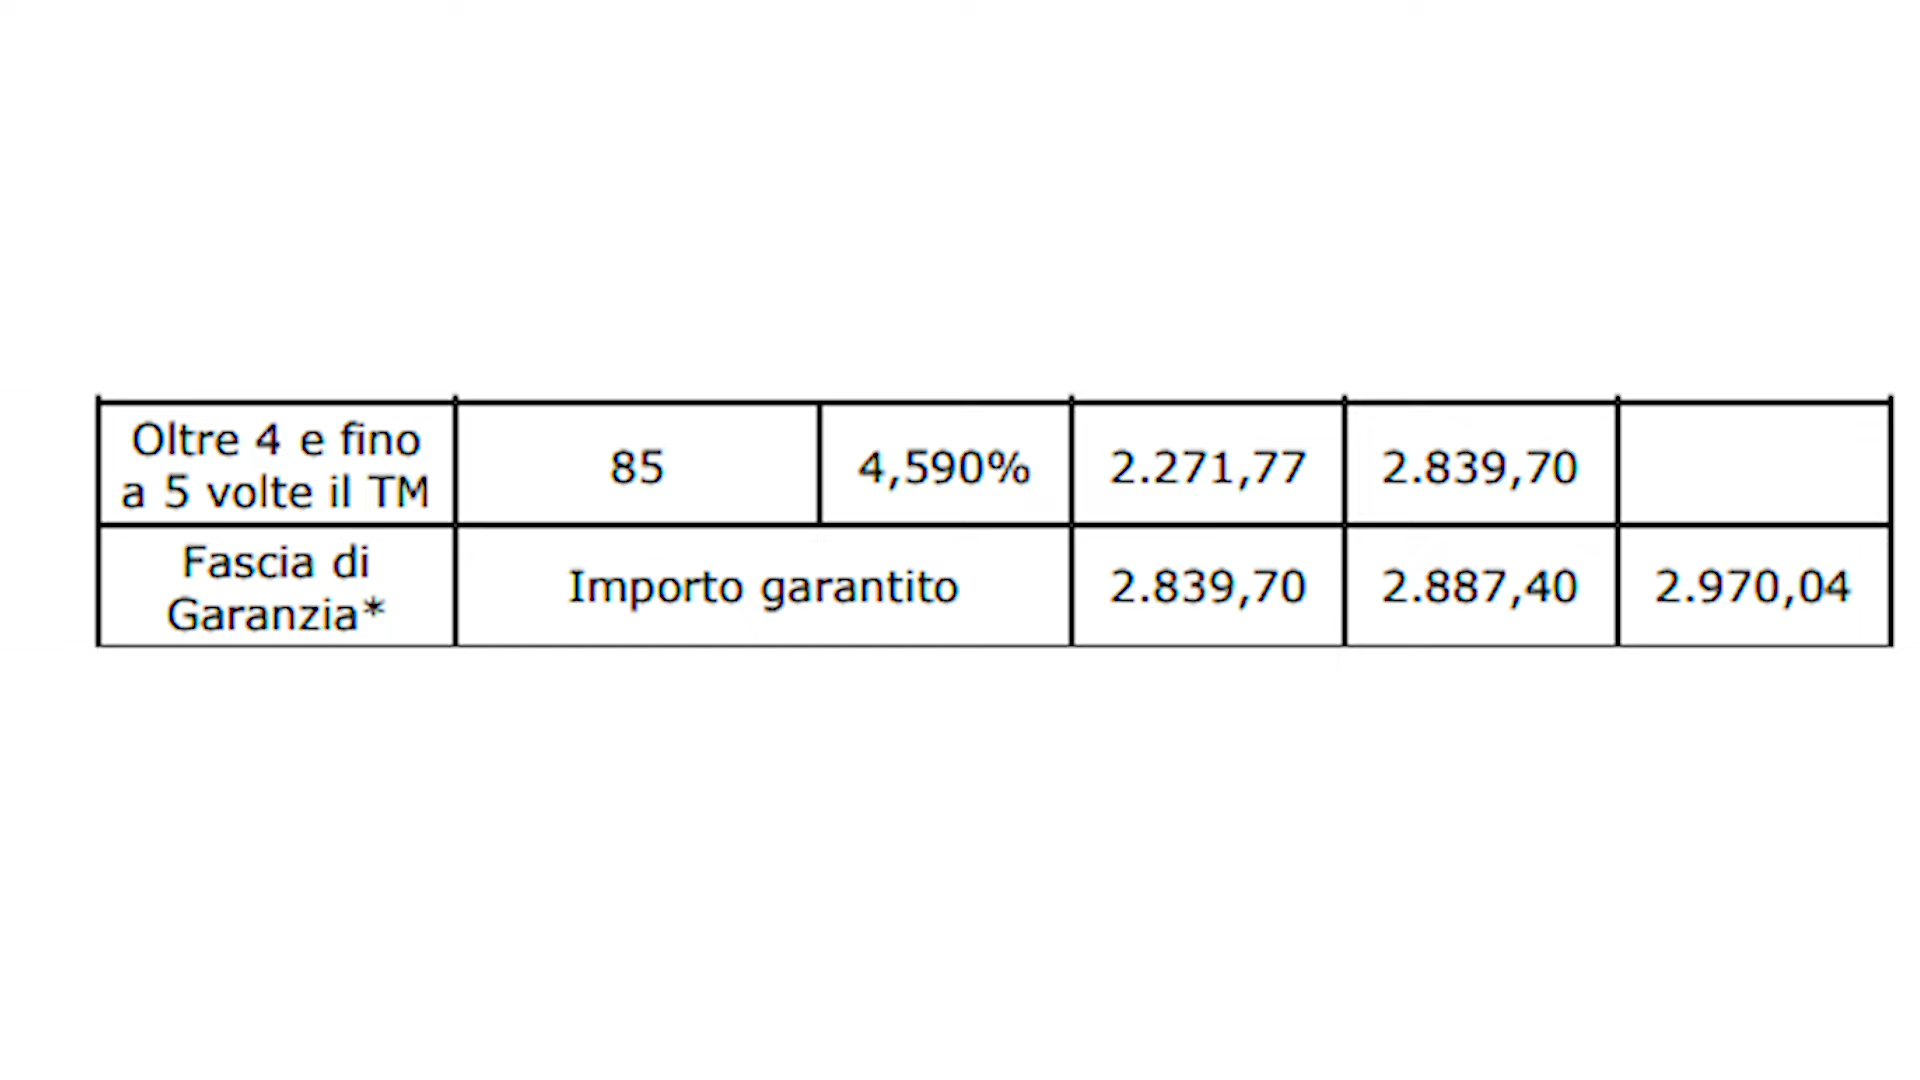 Oltre 4 e fino
a 5 volte il TM
85
4,590%
2.271,77
2.839,70
Fascia di
Garanzia*
Importo garantito
2.839,70
2.887,40
2.970,04